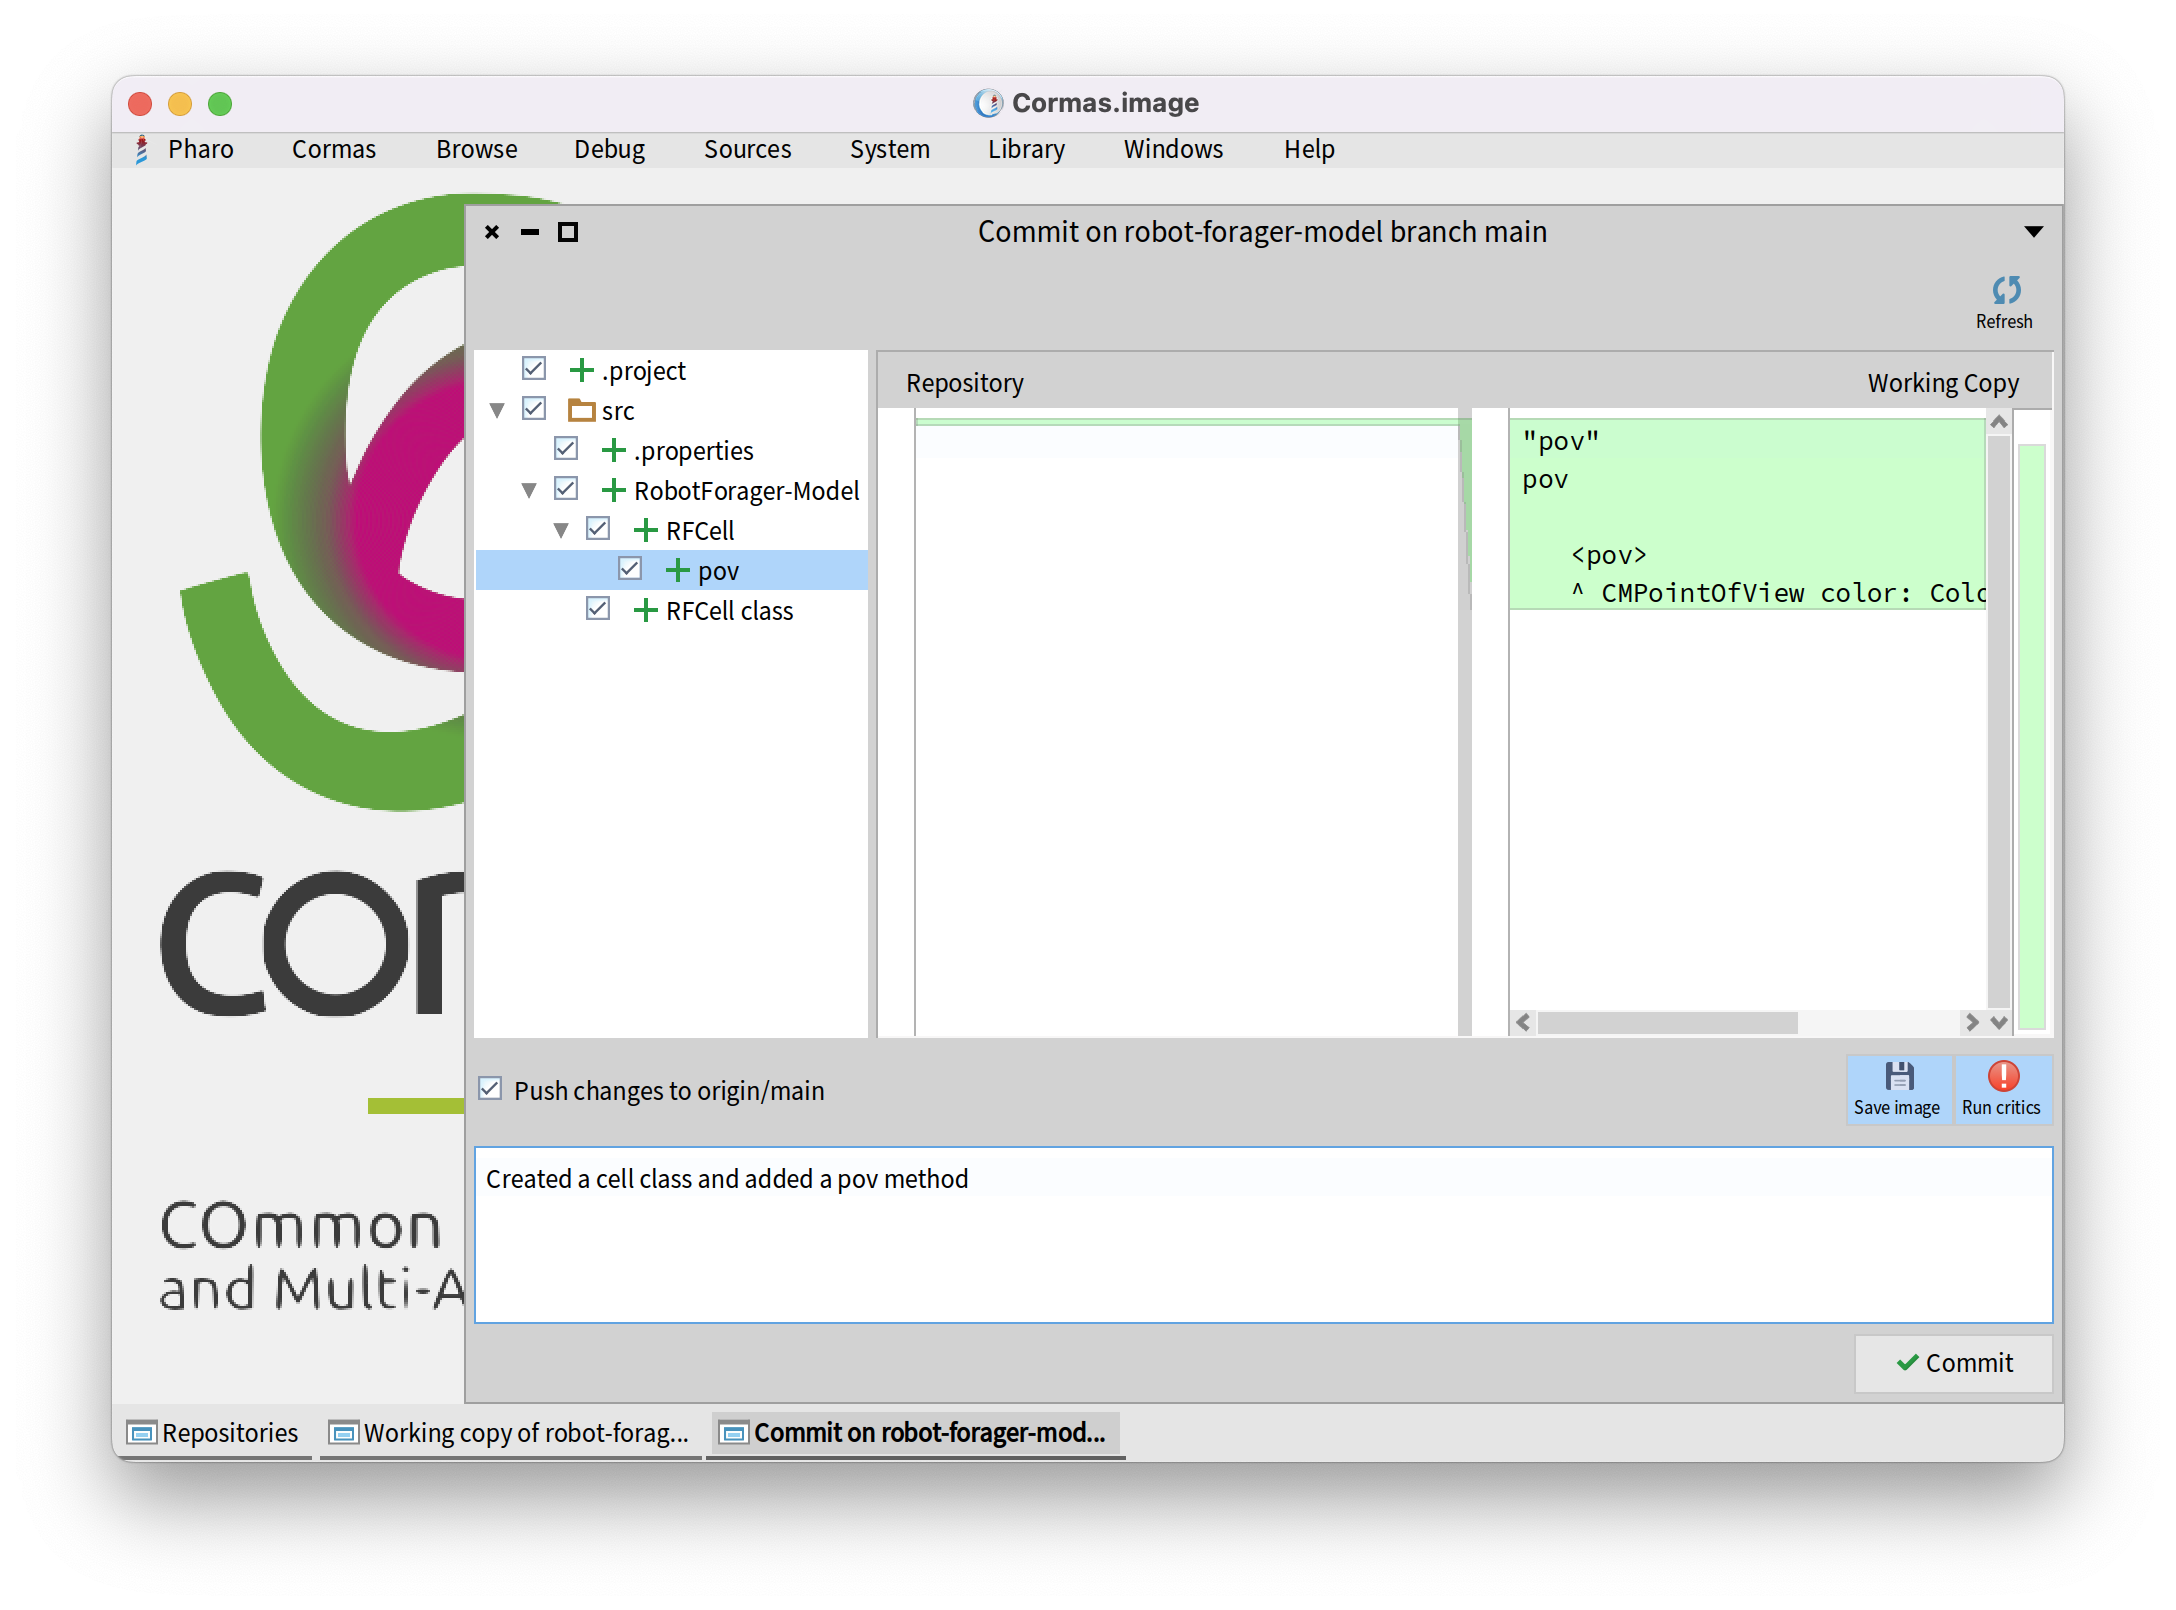 Cormas.image
Pharo Cormas Browse Debug Sources System Library Windows Help
Commit on robot-forager-model branch main
Refresh
.project
src
.properties
RobotForager-Model
RFCell
pov
RFCell class
Repository Working Copy
"pov"
pov
<pov>
^ CMPointOfView color: Colo
Push changes to origin/main
Save image Run critics
Created a cell class and added a pov method
Commit
COmmon
and Multi-A
Repositories Working copy of robot-forag... Commit on robot-forager-mod...